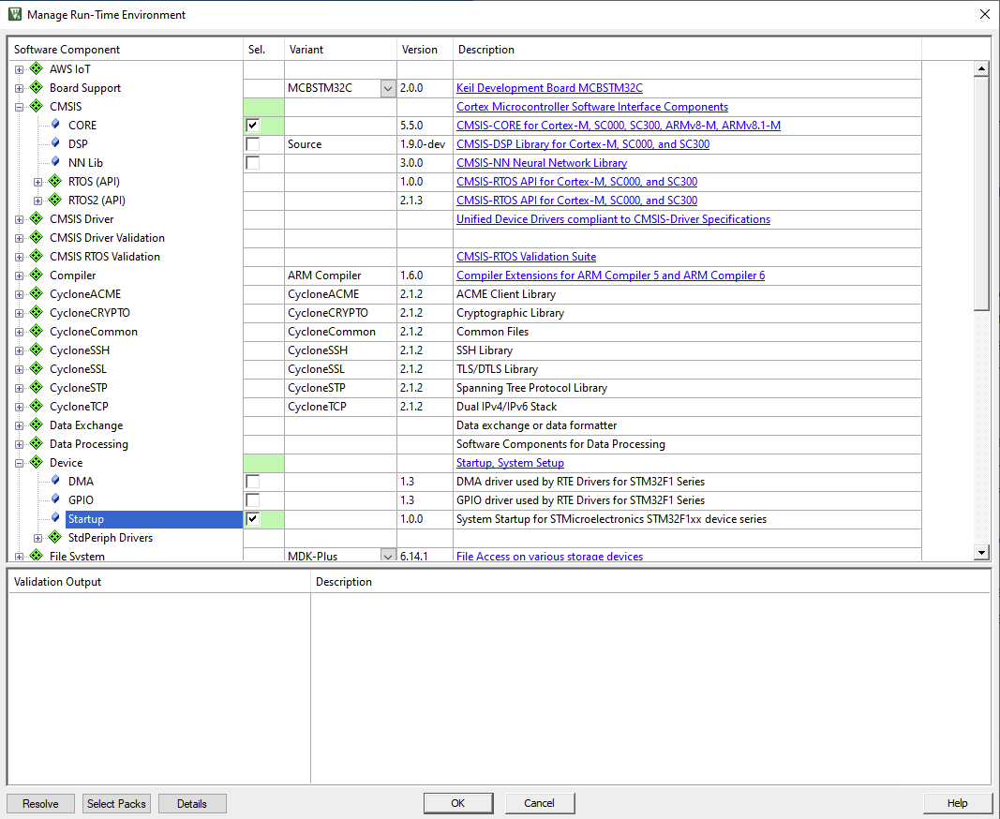 Manage Run-Time Environment
Software Component Sel. Variant Version Description
AWS IoT
Board Support MCBSTM32C 2.0.0 Keil Development Board MCBSTM32C
CMSIS Cortex Microcontroller Software Interface Components
CORE 5.5.0 CMSIS-CORE for Cortex-M, SC000, SC300, ARMv8-M, ARMv8.1-M
DSP Source 1.9.0-dev CMSIS-DSP Library for Cortex-M, SC000, and SC300
NN Lib 3.0.0 CMSIS-NN Neural Network Library
RTOS (API) 1.0.0 CMSIS-RTOS API for Cortex-M, SC000, and SC300
RTOS2 (API) 2.1.3 CMSIS-RTOS API for Cortex-M, SC000, and SC300
CMSIS Driver Unified Device Drivers compliant to CMSIS-Driver Specifications
CMSIS Driver Validation
CMSIS RTOS Validation CMSIS-RTOS Validation Suite
Compiler ARM Compiler 1.6.0 Compiler Extensions for ARM Compiler 5 and ARM Compiler 6
CycloneACME CycloneACME 2.1.2 ACME Client Library
CycloneCRYPTO CycloneCRYPTO 2.1.2 Cryptographic Library
CycloneCommon CycloneCommon 2.1.2 Common Files
CycloneSSH CycloneSSH 2.1.2 SSH Library
CycloneSSL CycloneSSL 2.1.2 TLS/DTLS Library
CycloneSTP CycloneSTP 2.1.2 Spanning Tree Protocol Library
CycloneTCP CycloneTCP 2.1.2 Dual IPv4/IPv6 Stack
Data Exchange Data exchange or data formatter
Data Processing Software Components for Data Processing
Device Startup, System Setup
DMA 1.3 DMA driver used by RTE Drivers for STM32F1 Series
GPIO 1.3 GPIO driver used by RTE Drivers for STM32F1 Series
Startup 1.0.0 System Startup for STMicroelectronics STM32F1xx device series
StdPeriph Drivers
File System MDK-Plus 6.14.1 File Access on various storage devices
Validation Output Description
Resolve Select Packs Details OK Cancel Help